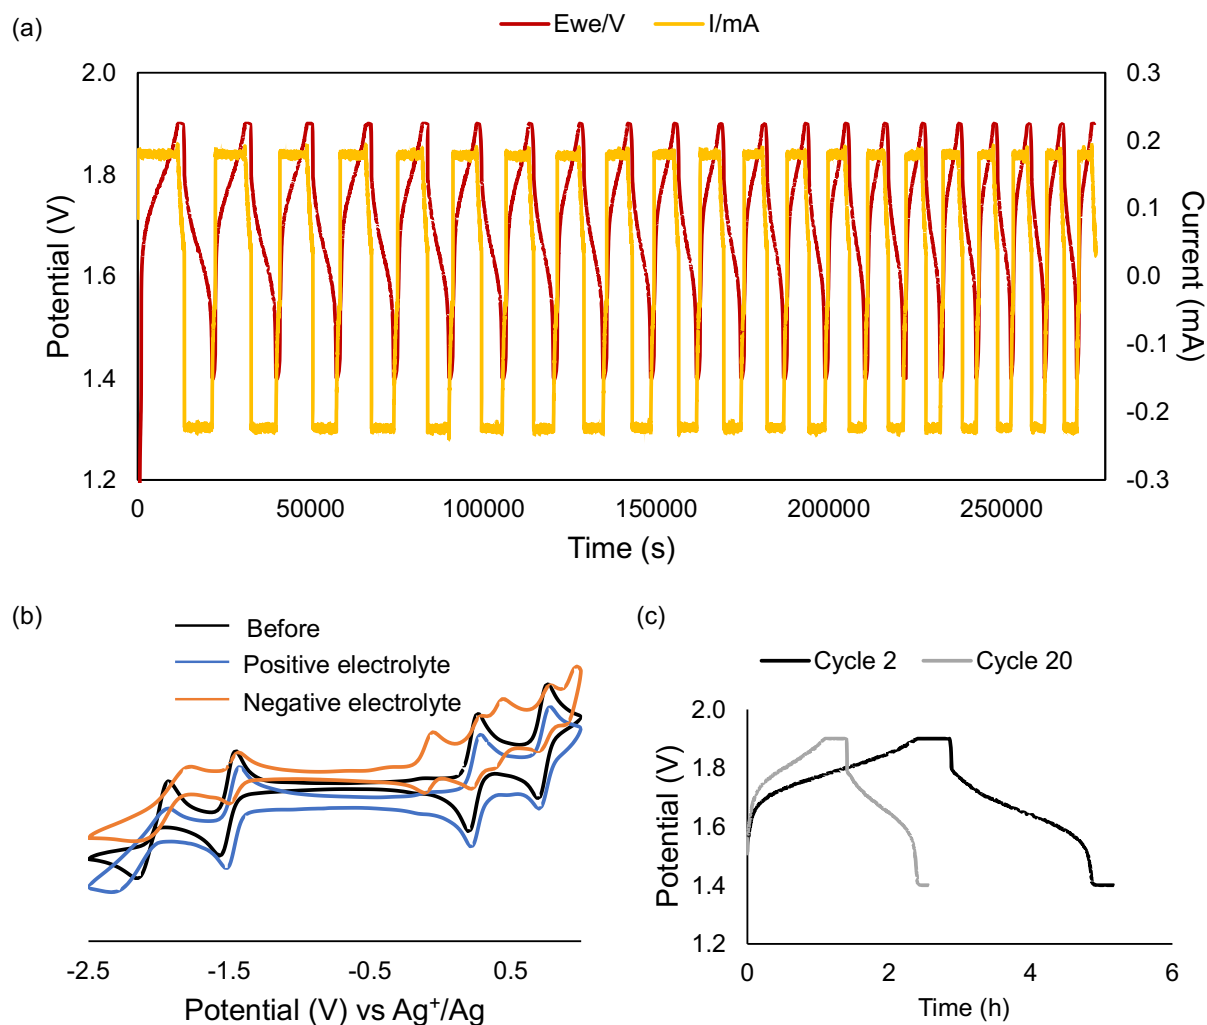 (a)
Ewe/V I/mA
2.0 0.3
0.2
1.8 0.1
1.6 0.0
-0.1
1.4 -0.2
1.2 -0.3
Potential (V)
Current (mA)
0 50000 100000 150000 200000 250000
Time (s)
(b)
Before
Positive electrolyte
Negative electrolyte
-2.5 -1.5 -0.5 0.5
Potential (V) vs Ag⁺/Ag
(c)
Cycle 2 Cycle 20
2.0
1.8
1.6
1.4
1.2
Potential (V)
0 2 4 6
Time (h)